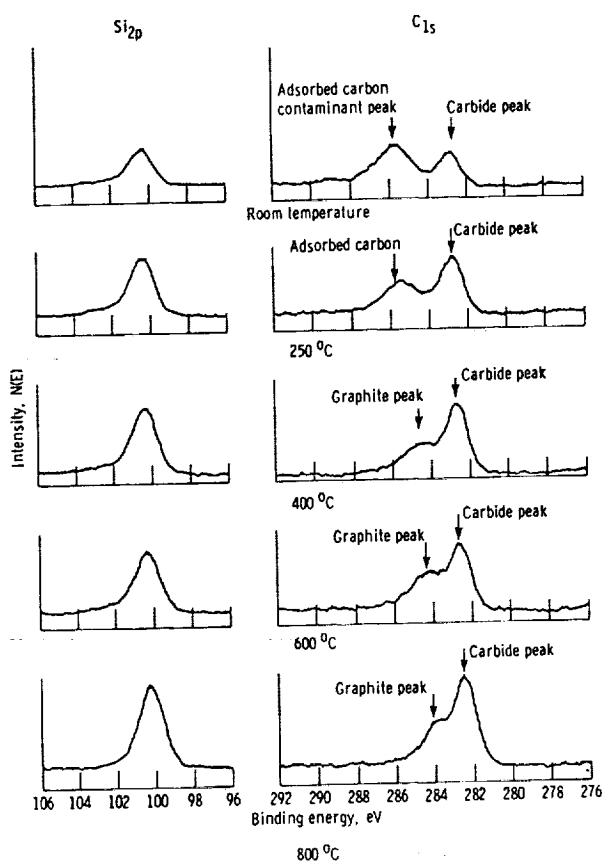 Si2p
C1s
Adsorbed carbon
contaminant peak
Carbide peak
Room temperature
Adsorbed carbon
Carbide peak
250 °C
Intensity, N(E)
Graphite peak
Carbide peak
400 °C
Graphite peak
Carbide peak
600 °C
Graphite peak
Carbide peak
106 104 102 100 98 96
292 290 286 284 282 280 278 276
Binding energy, eV
800 °C